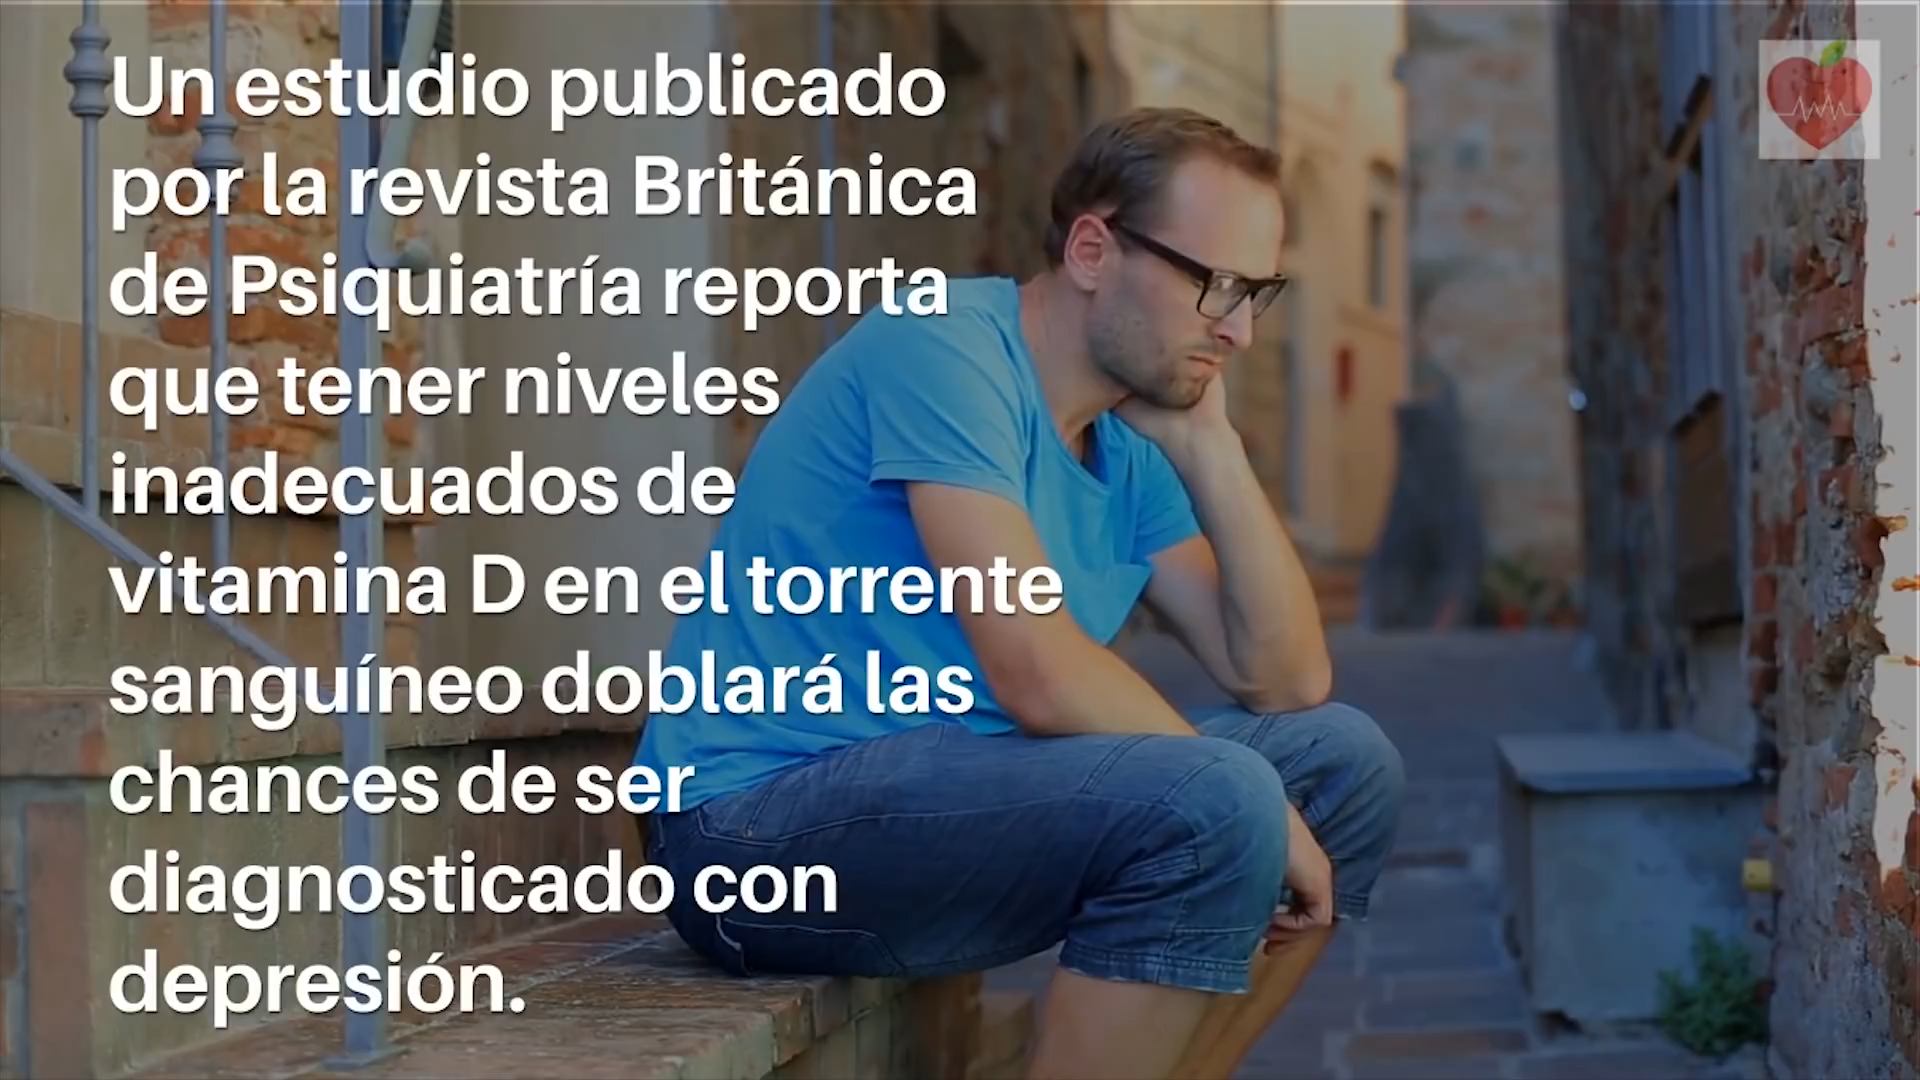 Un estudio publicado
por la revista Británica
de Psiquiatría reporta
que tener niveles
inadecuados de
vitamina D en el torrente
sanguíneo doblará las
chances de ser
diagnosticado con
depresión.